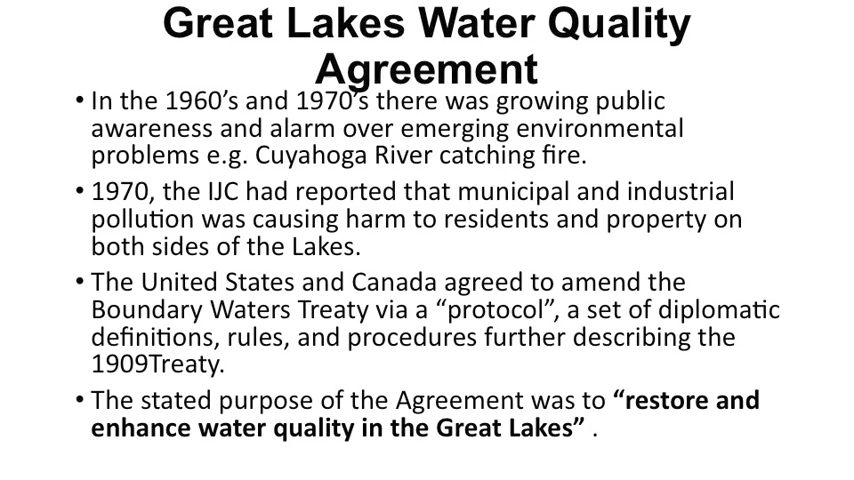 Great Lakes Water Quality
Agreement
• In the 1960’s and 1970’s there was growing public
awareness and alarm over emerging environmental
problems e.g. Cuyahoga River catching fire.
• 1970, the IJC had reported that municipal and industrial
pollution was causing harm to residents and property on
both sides of the Lakes.
• The United States and Canada agreed to amend the
Boundary Waters Treaty via a “protocol”, a set of diplomatic
definitions, rules, and procedures further describing the
1909Treaty.
• The stated purpose of the Agreement was to “restore and
enhance water quality in the Great Lakes” .